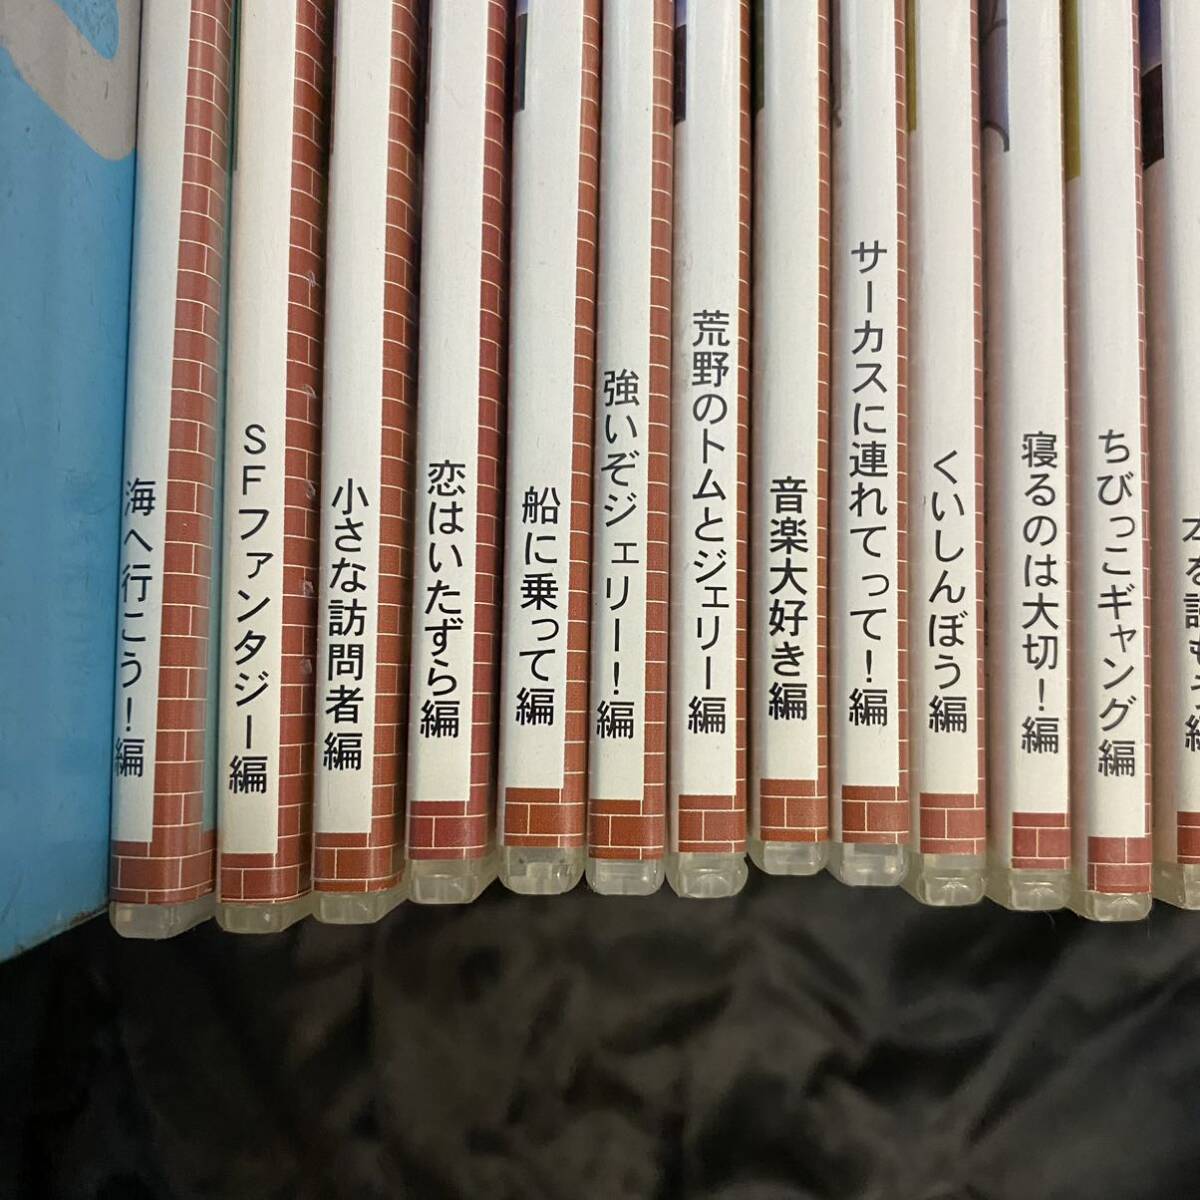 海へ行こう！編
ＳＦファンタジー編
小さな訪問者編
恋はいたずら編
船に乗って編
強いぞジェリー！編
荒野のトムとジェリー編
音楽大好き編
サーカスに連れてって！編
くいしんぼう編
寝るのは大切！編
ちびっこギャング編